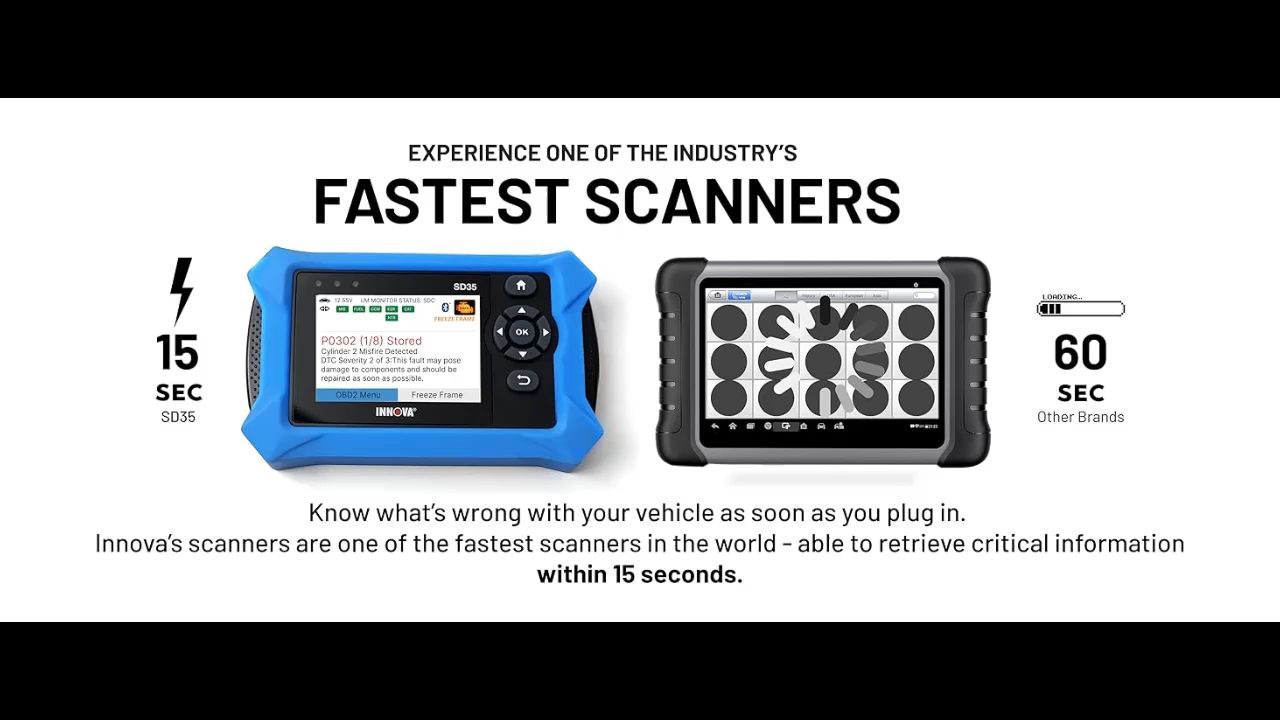 EXPERIENCE ONE OF THE INDUSTRY'S
FASTEST SCANNERS
15
SEC
SD35
SD35
12.55V I/M MONITOR STATUS: SDC
FREEZE FRAME
P0302 (1/8) Stored
Cylinder 2 Misfire Detected
DTC Severity 2 of 3:This fault may pose
damage to components and should be
repaired as soon as possible.
OBD2 Menu Freeze Frame
INNOVA®
OK
LOADING...
60
SEC
Other Brands
Know what's wrong with your vehicle as soon as you plug in.
Innova's scanners are one of the fastest scanners in the world - able to retrieve critical information
within 15 seconds.